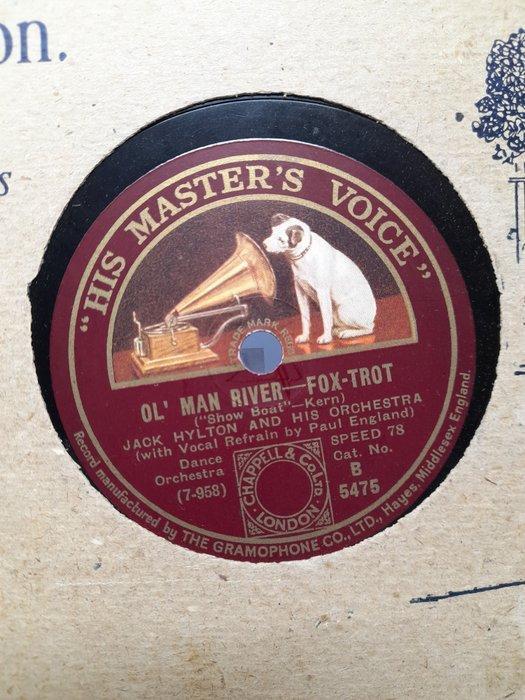 on.
s
"HIS MASTER'S VOICE"
TRADE MARK REG.
OL' MAN RIVER—FOX-TROT
("Show Boat"—Kern)
JACK HYLTON AND HIS ORCHESTRA
(with Vocal Refrain by Paul England)
Dance
Orchestra
(7-958)
CHAPPELL & CO LTD.
LONDON
SPEED 78
Cat. No.
B
5475
Record manufactured by THE GRAMOPHONE CO., LTD., Hayes, Middlesex England.